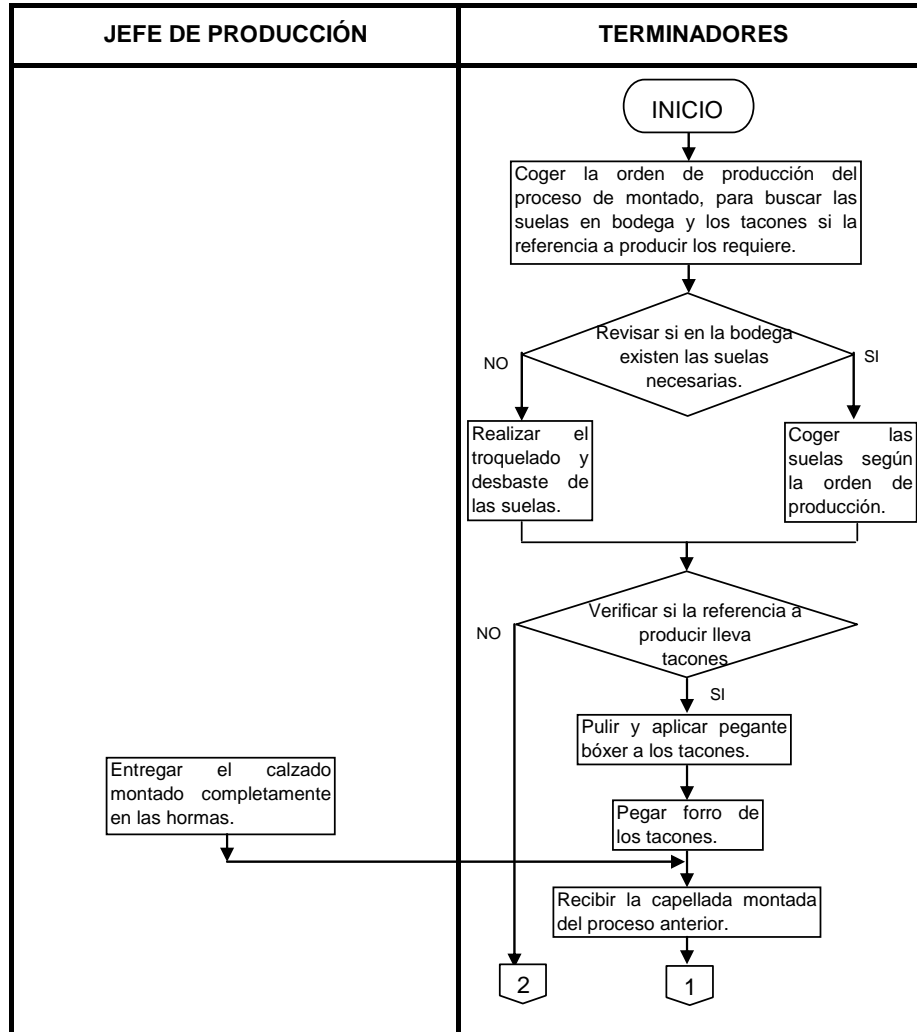 JEFE DE PRODUCCIÓN
TERMINADORES
INICIO
Coger la orden de producción del
proceso de montado, para buscar las
suelas en bodega y los tacones si la
referencia a producir los requiere.
Revisar si en la bodega
existen las suelas
necesarias.
NO
SI
Realizar el
troquelado y
desbaste de
las suelas.
Coger las
suelas según
la orden de
producción.
Verificar si la referencia a
producir lleva
tacones
NO
SI
Pulir y aplicar pegante
bóxer a los tacones.
Entregar el calzado
montado completamente
en las hormas.
Pegar forro de
los tacones.
Recibir la capellada montada
del proceso anterior.
2
1